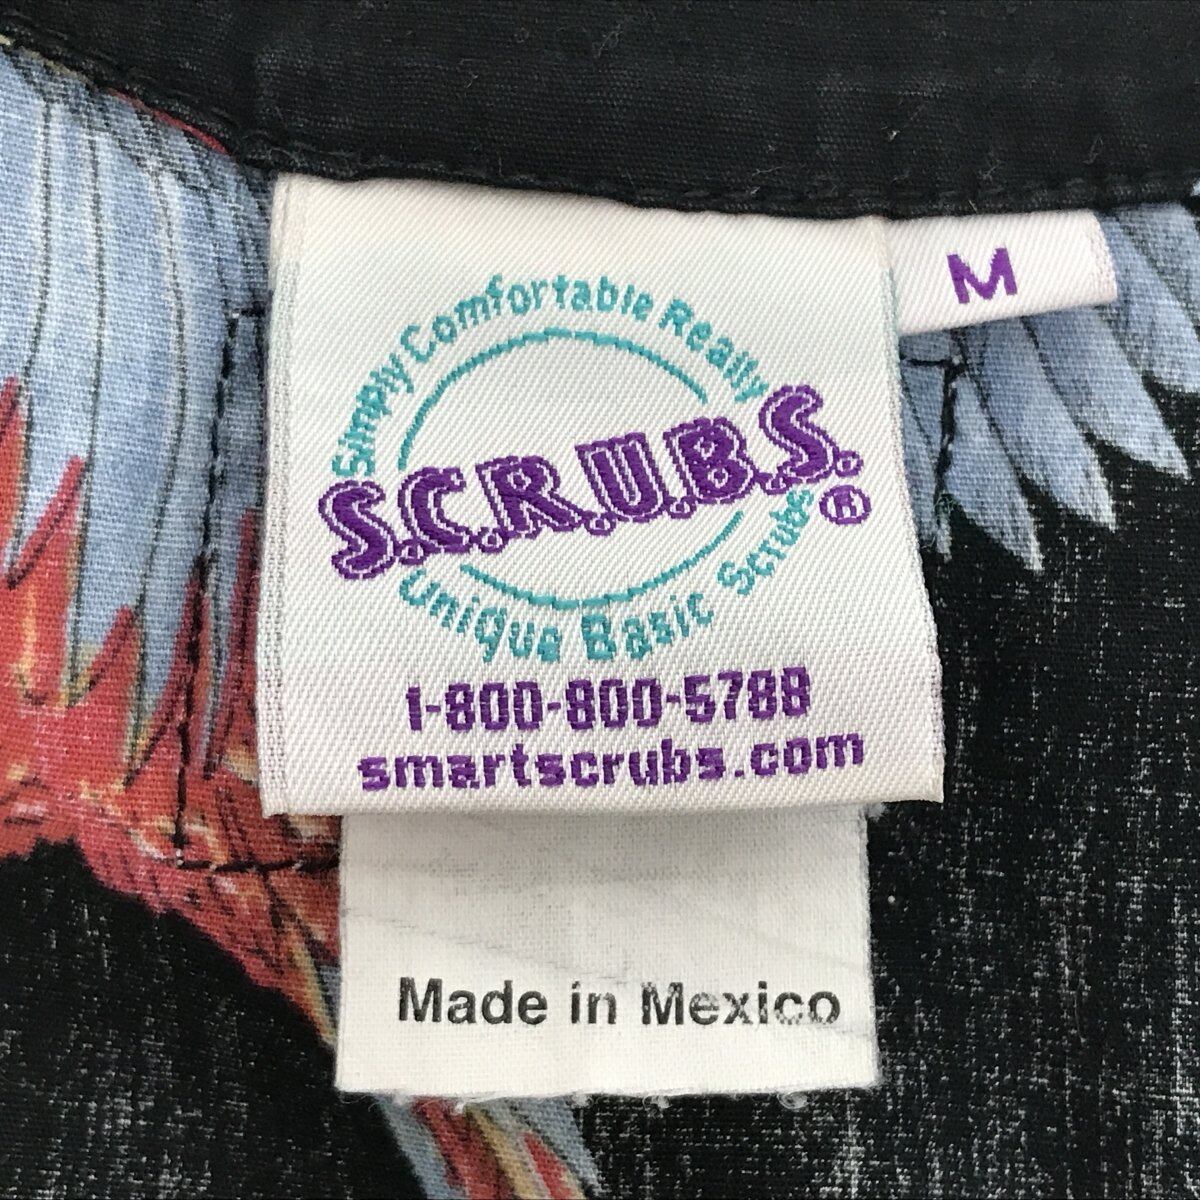 Simply Comfortable Really
S.C.R.U.B.S.®
Unique Basic Scrubs
1-800-800-5788
smartscrubs.com
M
Made in Mexico